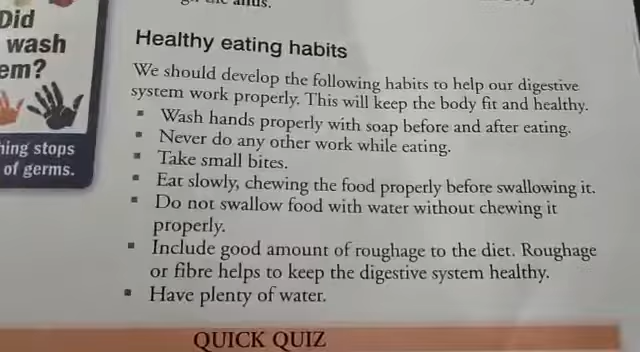 Did
wash
em?
hing stops
of germs.
the anus.
Healthy eating habits
We should develop the following habits to help our digestive
system work properly. This will keep the body fit and healthy.
▪ Wash hands properly with soap before and after eating.
▪ Never do any other work while eating.
▪ Take small bites.
▪ Eat slowly, chewing the food properly before swallowing it.
▪ Do not swallow food with water without chewing it
properly.
▪ Include good amount of roughage to the diet. Roughage
or fibre helps to keep the digestive system healthy.
▪ Have plenty of water.
QUICK QUIZ